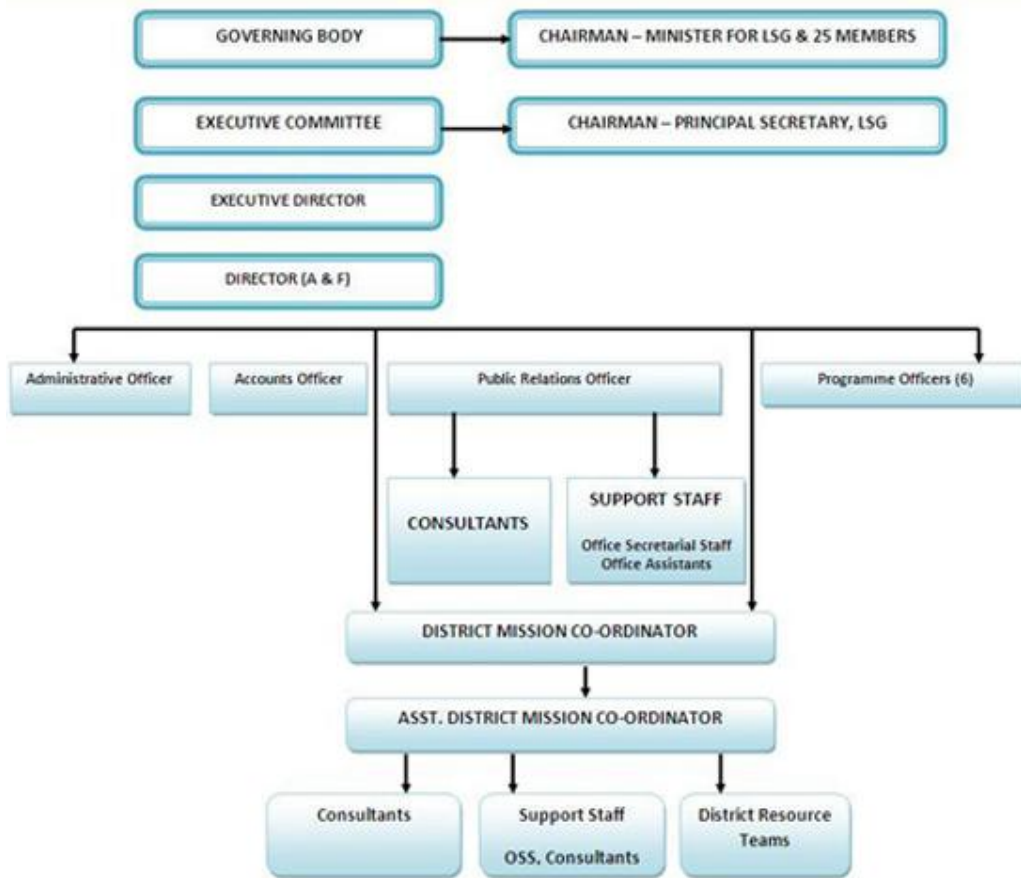 GOVERNING BODY
CHAIRMAN – MINISTER FOR LSG & 25 MEMBERS
EXECUTIVE COMMITTEE
CHAIRMAN – PRINCIPAL SECRETARY, LSG
EXECUTIVE DIRECTOR
DIRECTOR (A & F)
Administrative Officer
Accounts Officer
Public Relations Officer
Programme Officers (6)
CONSULTANTS
SUPPORT STAFF
Office Secretarial Staff
Office Assistants
DISTRICT MISSION CO-ORDINATOR
ASST. DISTRICT MISSION CO-ORDINATOR
Consultants
Support Staff
OSS. Consultants
District Resource
Teams